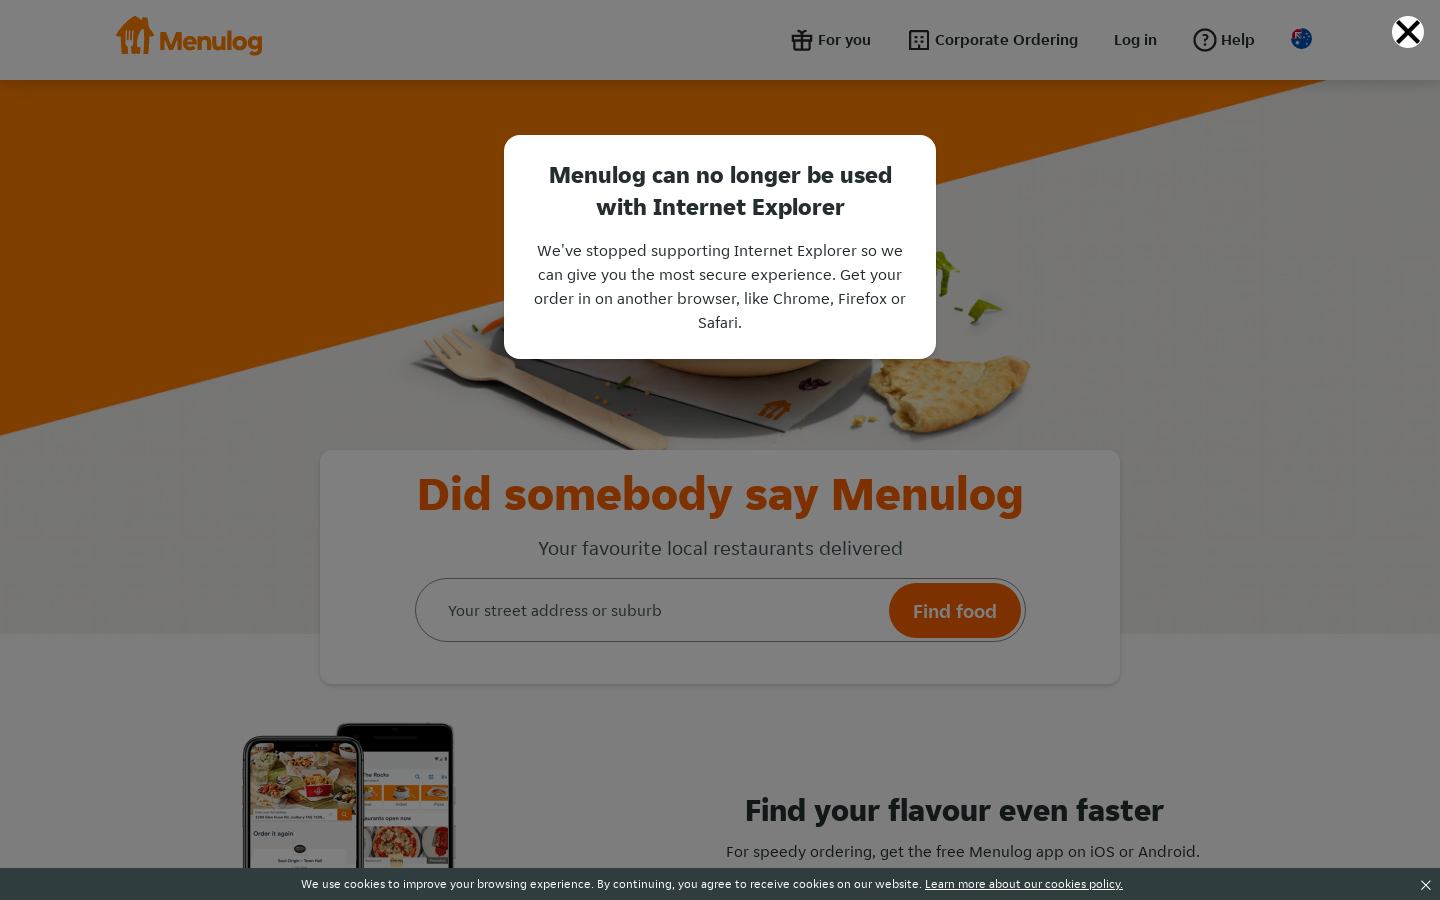 Menulog
For you
Corporate Ordering
Log in
Help
Menulog can no longer be used
with Internet Explorer
We've stopped supporting Internet Explorer so we
can give you the most secure experience. Get your
order in on another browser, like Chrome, Firefox or
Safari.
Did somebody say Menulog
Your favourite local restaurants delivered
Your street address or suburb
Find food
The Rocks
Order it again
Find your flavour even faster
For speedy ordering, get the free Menulog app on iOS or Android.
We use cookies to improve your browsing experience. By continuing, you agree to receive cookies on our website. Learn more about our cookies policy.